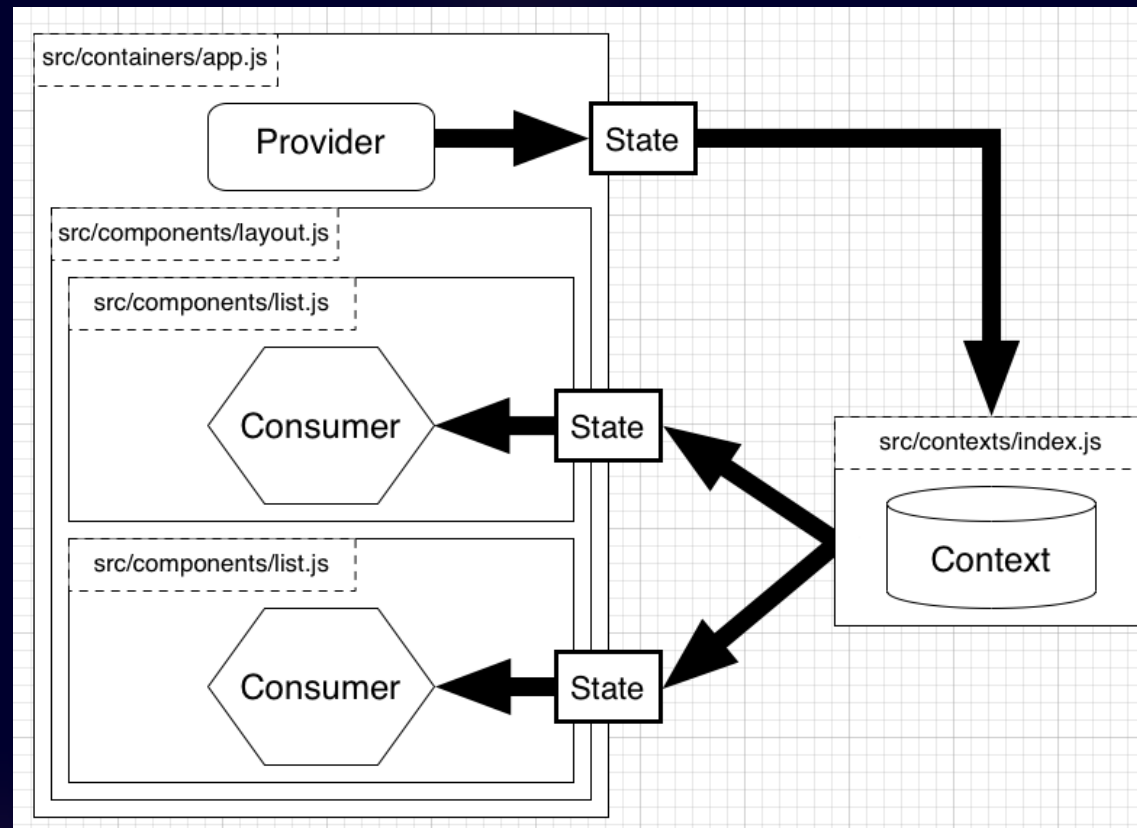 src/containers/app.js
Provider
State
src/components/layout.js
src/components/list.js
Consumer
State
src/contexts/index.js
Context
src/components/list.js
Consumer
State